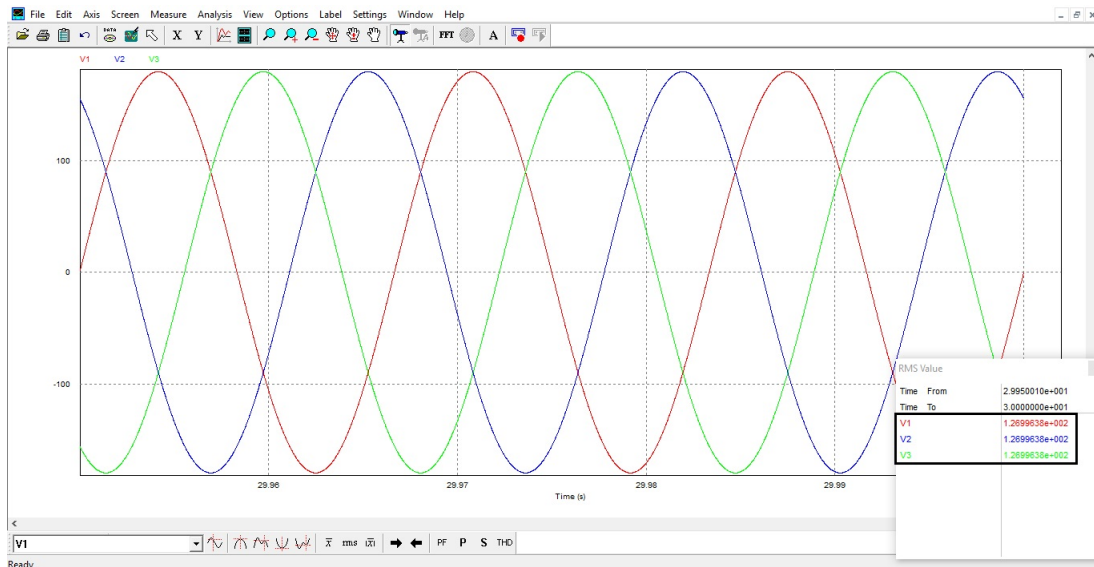 File Edit Axis Screen Measure Analysis View Options Label Settings Window Help
DATA X Y FFT A
V1 V2 V3
100
0
-100
29.96 29.97 29.98 29.99
Time (s)
RMS Value
Time From 2.9950010e+001
Time To 3.0000000e+001
V1 1.2699638e+002
V2 1.2699638e+002
V3 1.2699638e+002
V1 x rms |x| PF P S THD
Ready